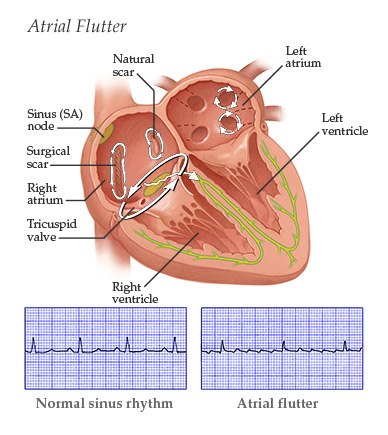 Atrial Flutter
Natural
scar
Left
atrium
Sinus (SA)
node
Left
ventricle
Surgical
scar
Right
atrium
Tricuspid
valve
Right
ventricle
Normal sinus rhythm
Atrial flutter